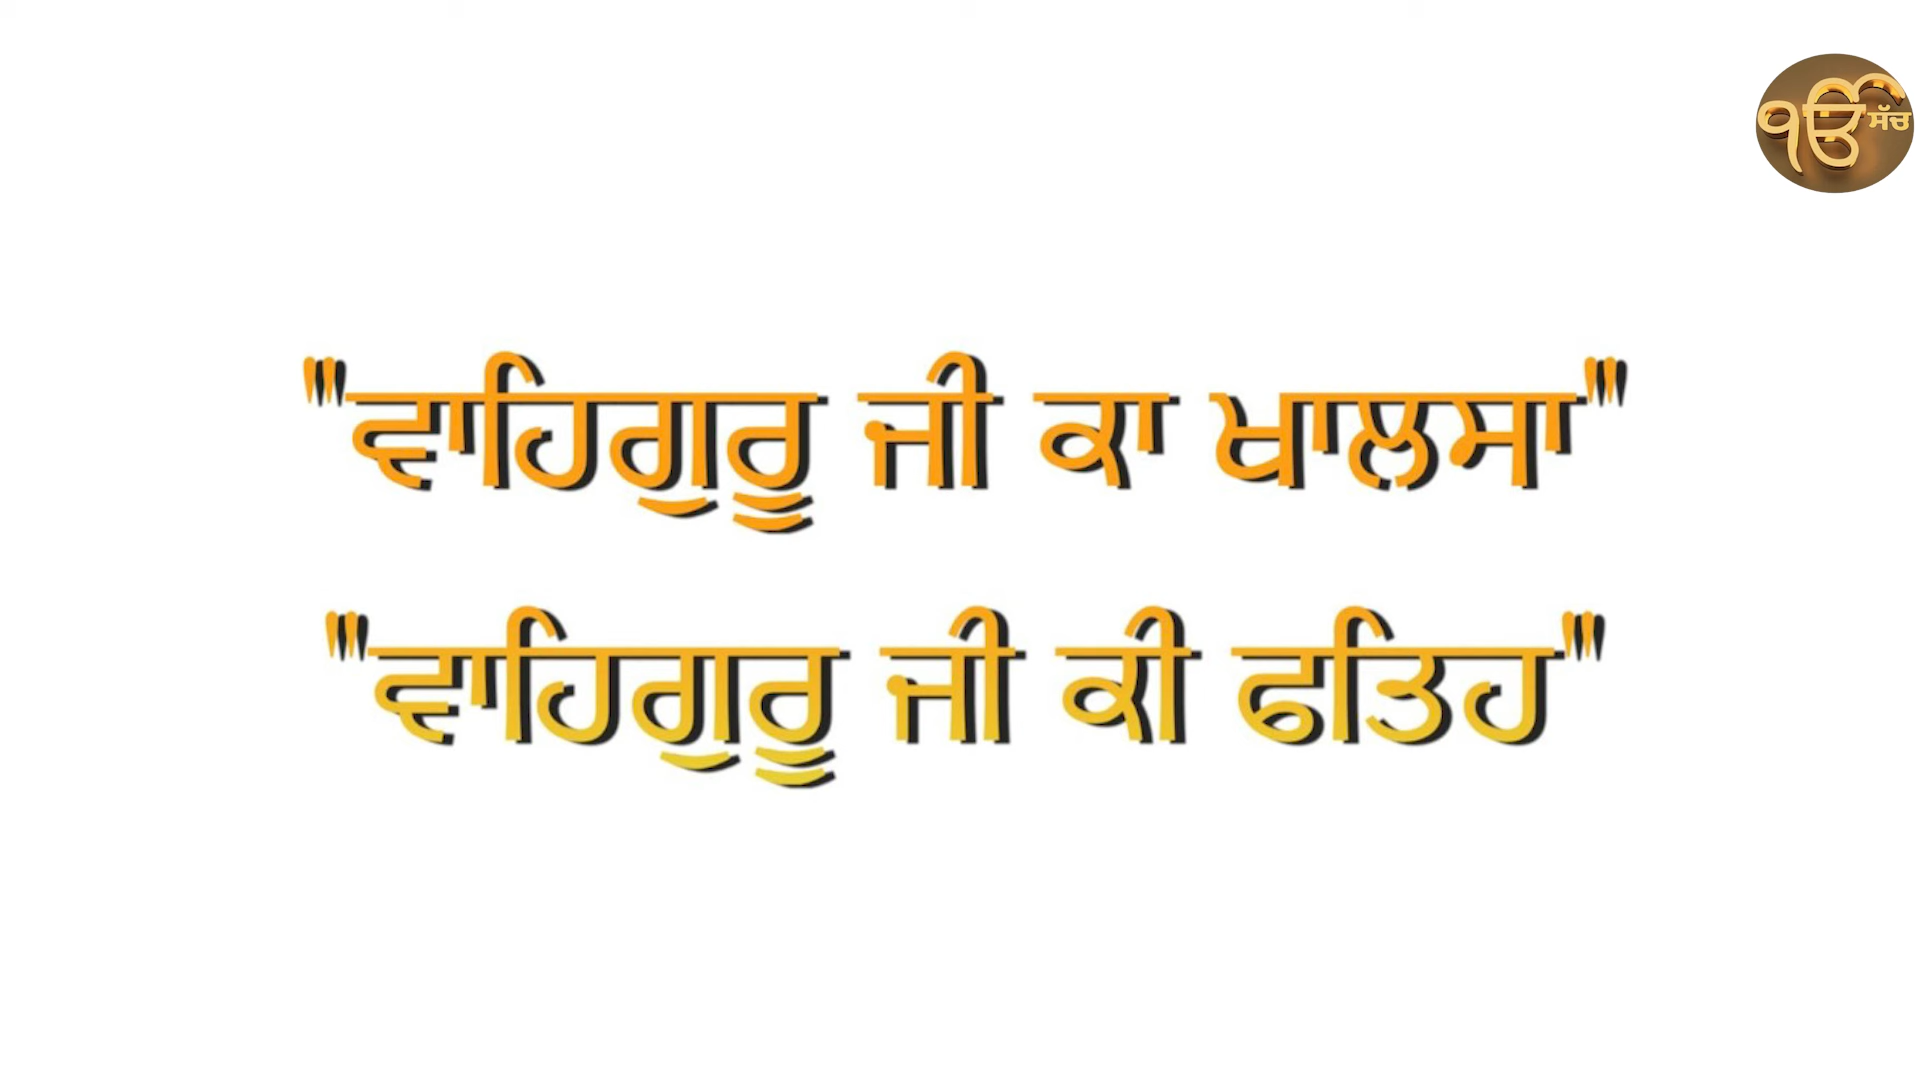 ੴ ਸੱਚ
"ਵਾਹਿਗੁਰੂ ਜੀ ਕਾ ਖਾਲਸਾ"
"ਵਾਹਿਗੁਰੂ ਜੀ ਕੀ ਫਤਿਹ"